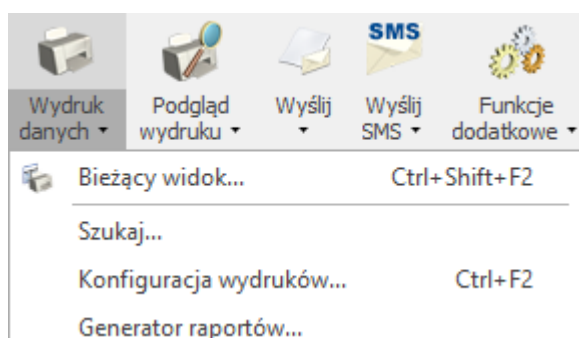 SMS
Wydruk danych Podgląd wydruku Wyślij Wyślij SMS Funkcje dodatkowe
Bieżący widok... Ctrl+Shift+F2
Szukaj...
Konfiguracja wydruków... Ctrl+F2
Generator raportów...